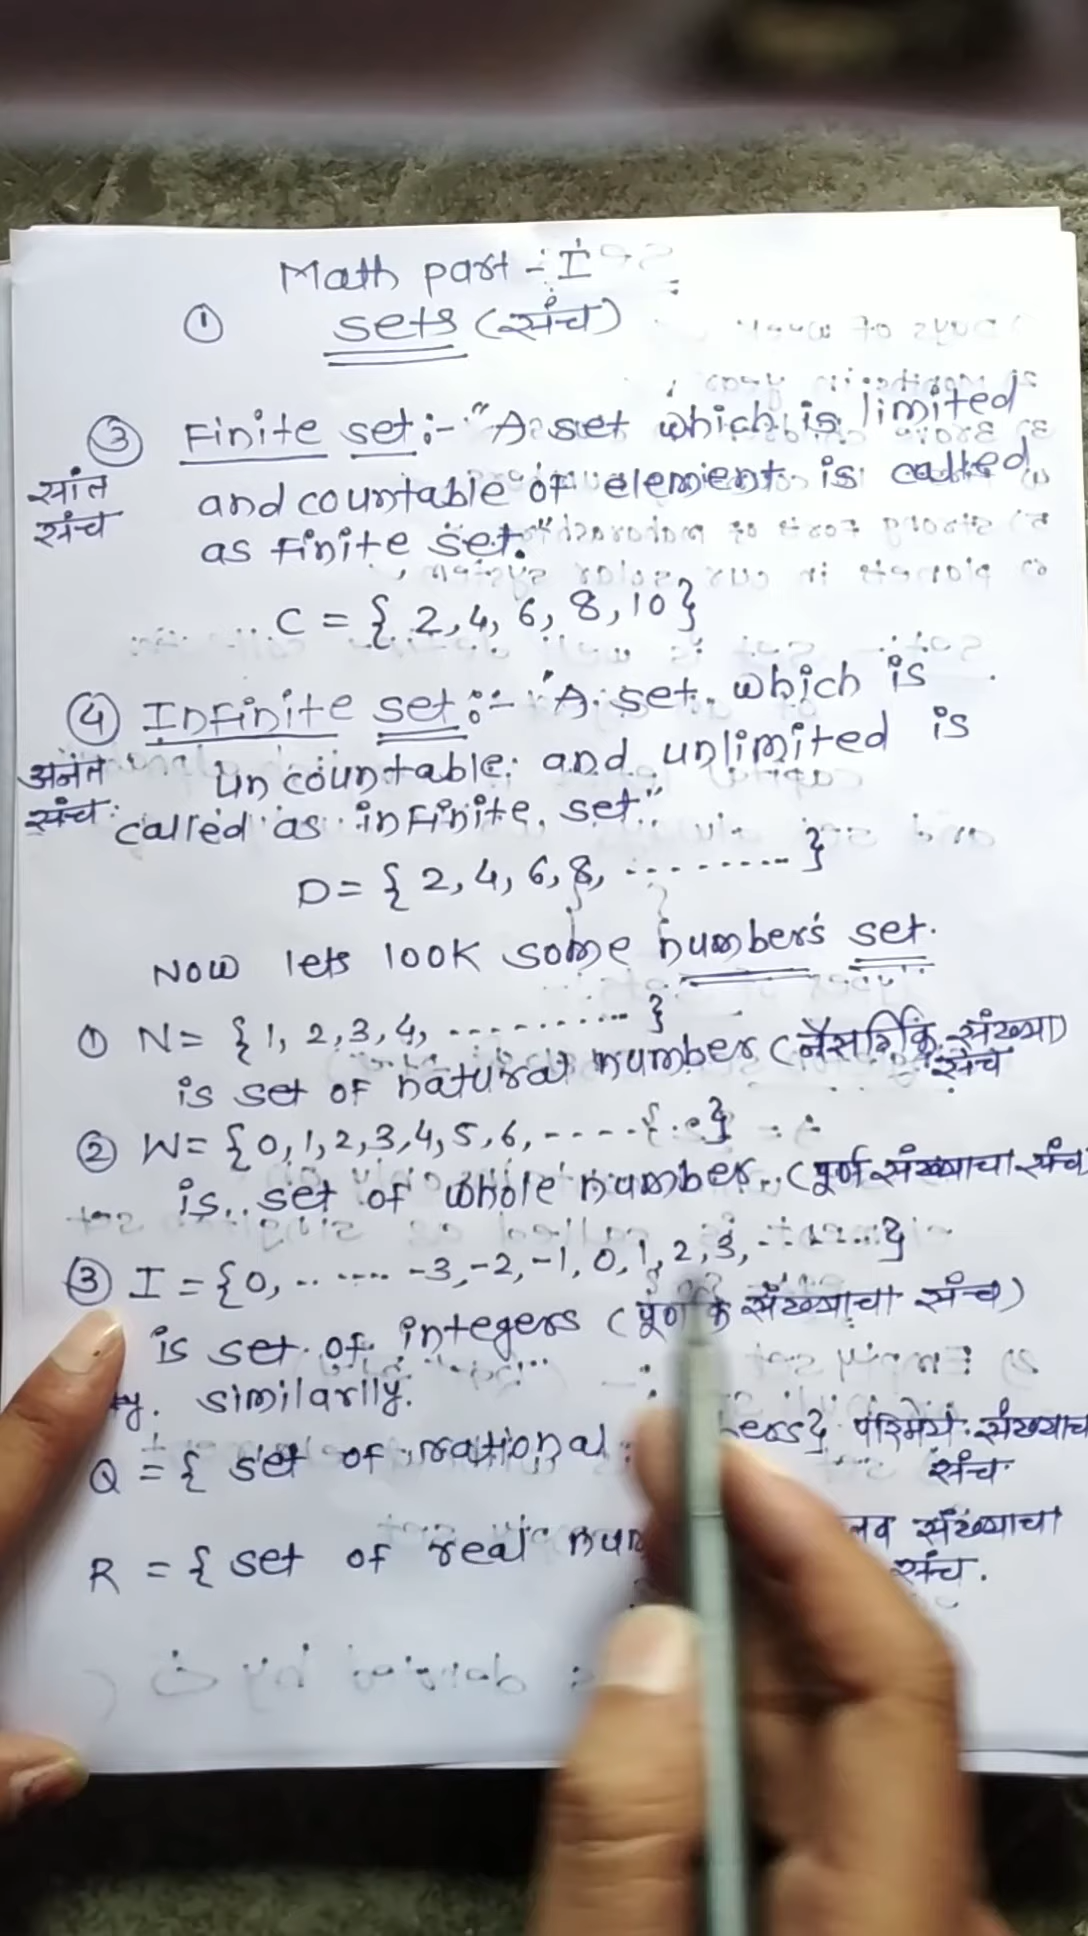 Math part - I
① sets (संच)
③ Finite set :- "A set which is limited
सांत संच
and countable of element is called
as finite set."
C = { 2, 4, 6, 8, 10 }
④ Infinite set :- "A set which is
अनंत संच
uncountable and unlimited is
called as infinite set."
D = { 2, 4, 6, 8, .......... }
Now lets look some numbers set.
① N = { 1, 2, 3, 4, .......... }
is set of natural number (नैसर्गिक संख्या संच)
② W = { 0, 1, 2, 3, 4, 5, 6, ........ }
is set of whole number (पूर्ण संख्याचा संच
③ I = { 0, ....... -3, -2, -1, 0, 1, 2, 3, ........ }
is set of integers (संख्याचा संच)
similarlly.
Q = { set of rational } परिमेय संख्याचा संच
R = { set of real संख्याचा संच.